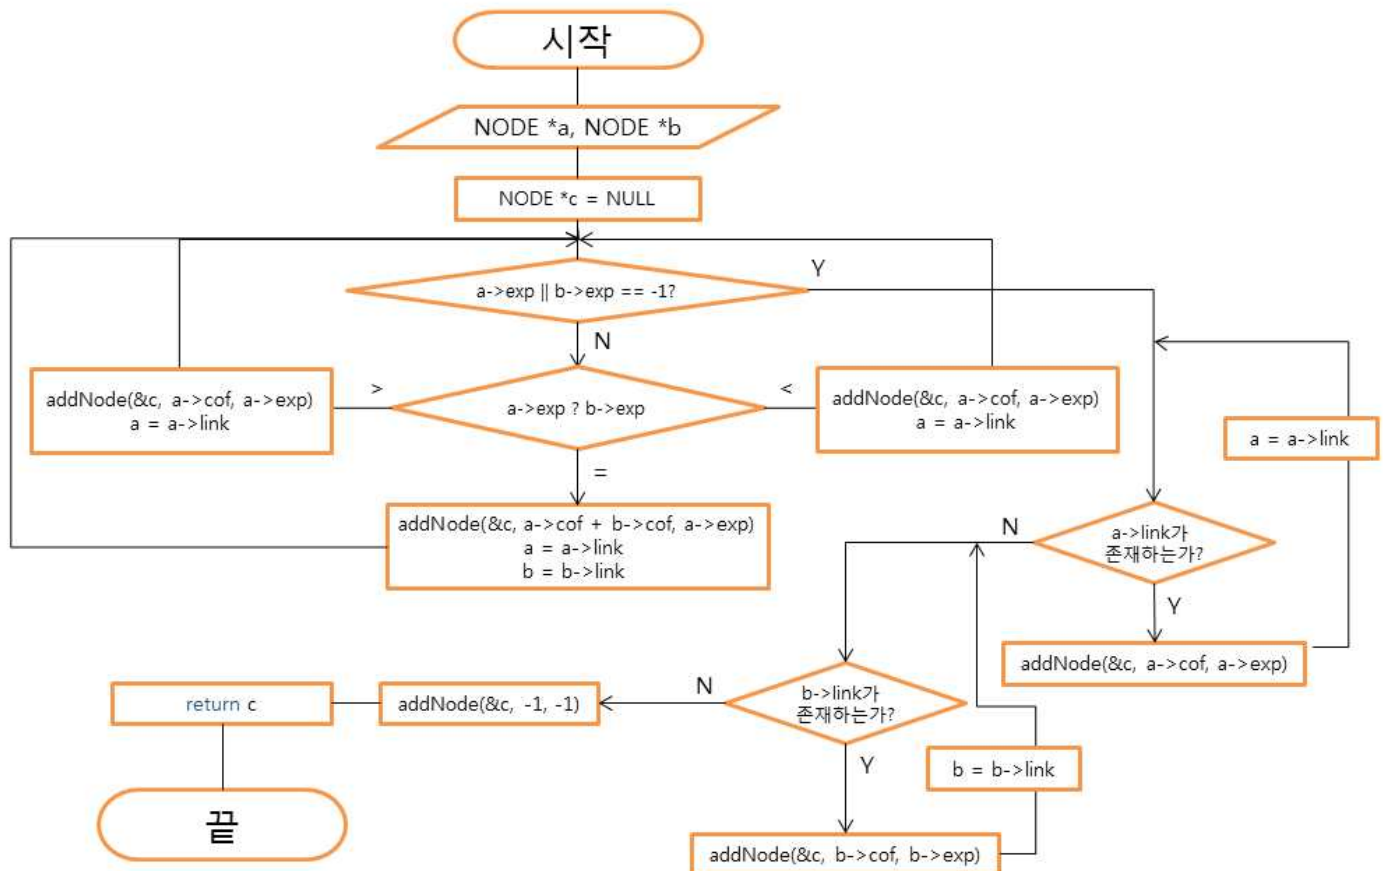 시작
NODE *a, NODE *b
NODE *c = NULL
a->exp || b->exp == -1?
Y
N
addNode(&c, a->cof, a->exp)
a = a->link
>
a->exp ? b->exp
<
addNode(&c, a->cof, a->exp)
a = a->link
a = a->link
=
addNode(&c, a->cof + b->cof, a->exp)
a = a->link
b = b->link
N
a->link가
존재하는가?
Y
addNode(&c, a->cof, a->exp)
return c
addNode(&c, -1, -1)
N
b->link가
존재하는가?
Y
b = b->link
끝
addNode(&c, b->cof, b->exp)